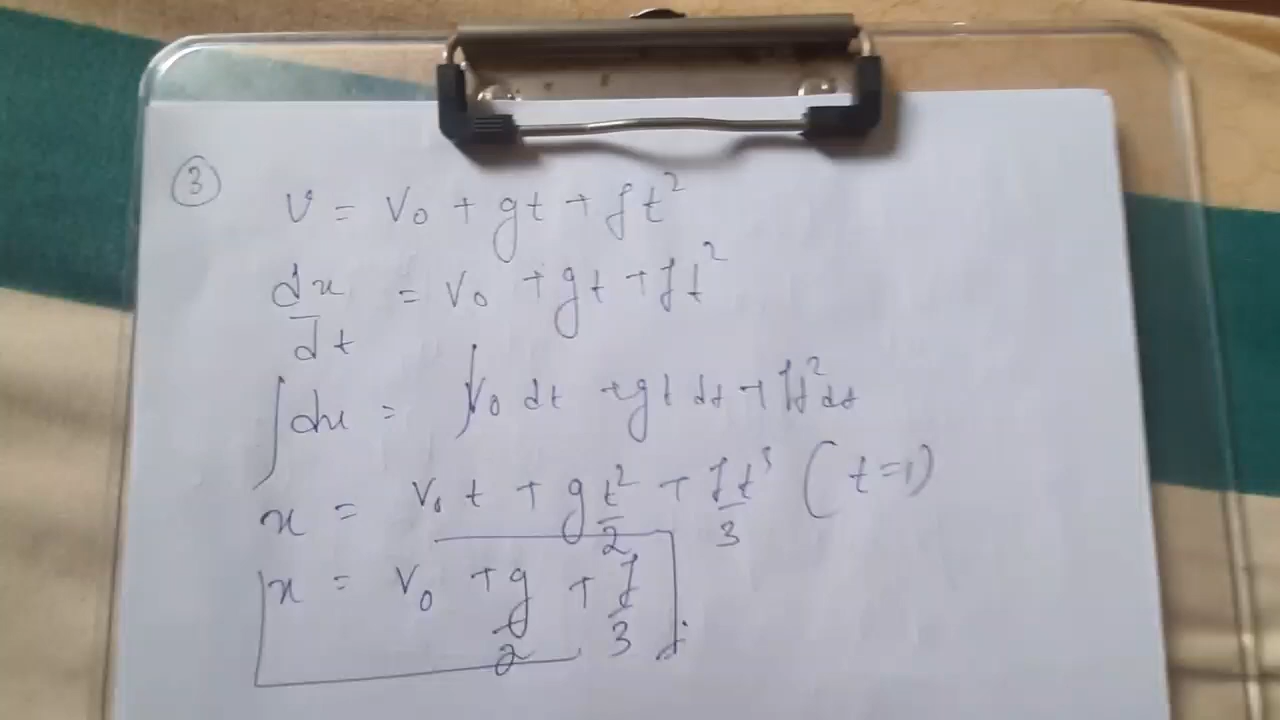 ③ v = v₀ + gt + ft²
dx/dt = v₀ + gt + ft²
∫dx = ∫v₀ dt + gt dt + ft² dt
x = v₀t + gt²/2 + ft³/3 (t=1)
x = v₀ + g/2 + f/3